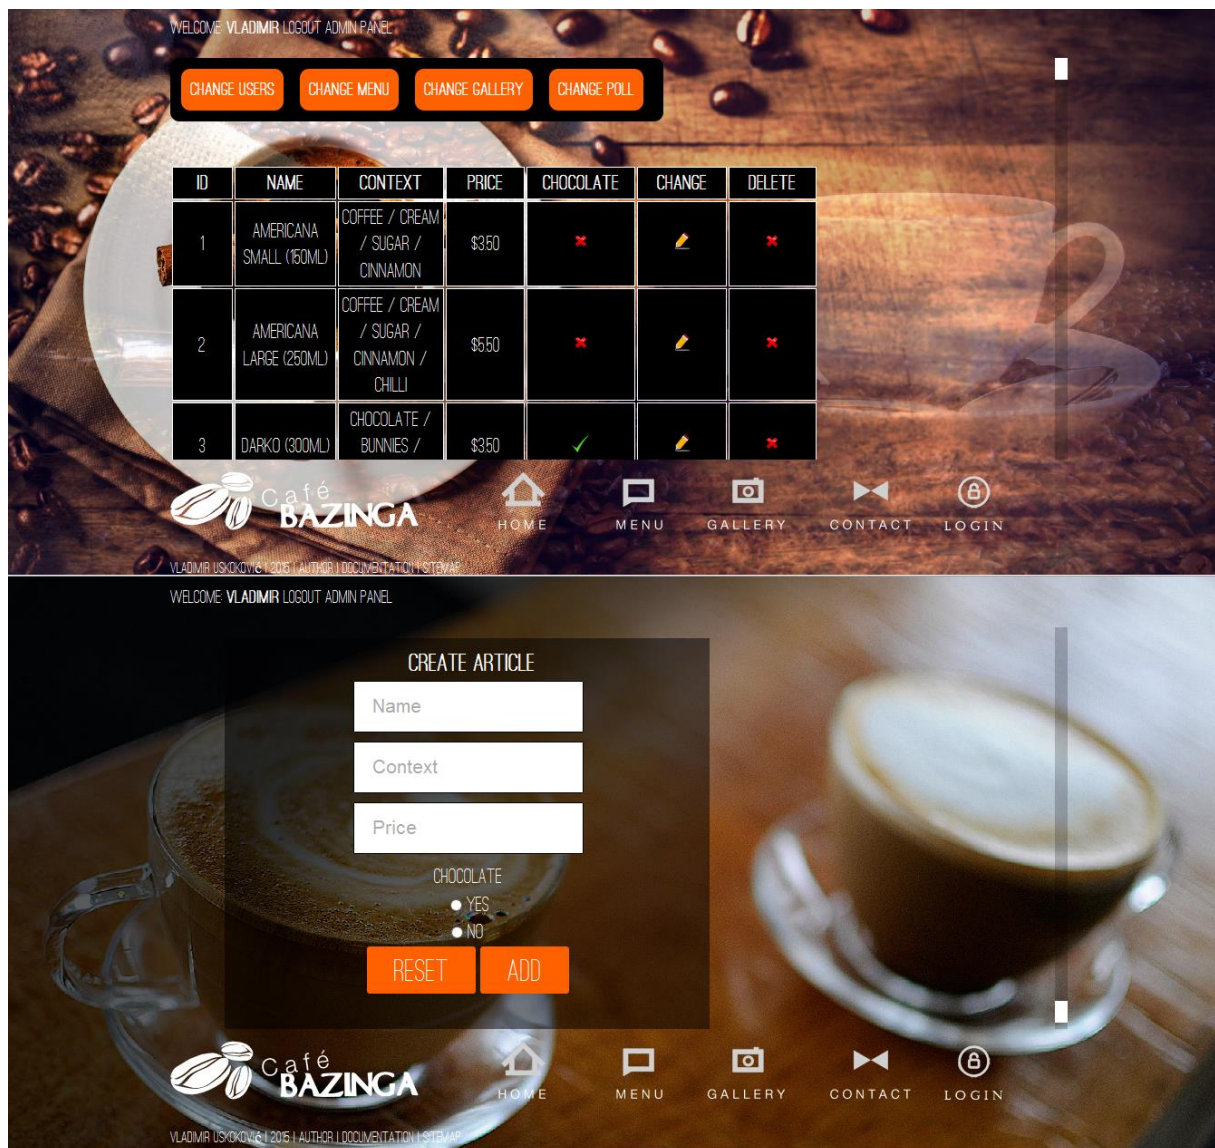 WELCOME: VLADIMIR LOGOUT ADMIN PANEL
CHANGE USERS CHANGE MENU CHANGE GALLERY CHANGE POLL
ID NAME CONTEXT PRICE CHOCOLATE CHANGE DELETE
1 AMERICANA SMALL (150ML) COFFEE / CREAM / SUGAR / CINNAMON $3.50
2 AMERICANA LARGE (250ML) COFFEE / CREAM / SUGAR / CINNAMON / CHILLI $5.50
3 DARKO (300ML) CHOCOLATE / BUNNIES / $3.50
Café
BAZINGA
HOME MENU GALLERY CONTACT LOGIN
VLADIMIR USKOKOVIć | 2015 | AUTHOR | DOCUMENTATION | SITEMAP
WELCOME: VLADIMIR LOGOUT ADMIN PANEL
CREATE ARTICLE
Name
Context
Price
CHOCOLATE
YES
NO
RESET ADD
Café
BAZINGA
HOME MENU GALLERY CONTACT LOGIN
VLADIMIR USKOKOVIć | 2015 | AUTHOR | DOCUMENTATION | SITEMAP